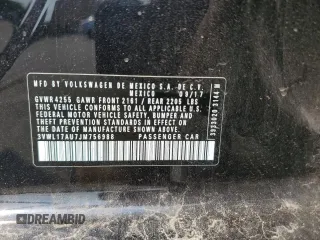 MFD. BY VOLKSWAGEN DE MEXICO S.A. DE C.V.
MEXICO 09/17
GVWR 4255 GAWR FRONT 2161 / REAR 2205 LBS
THIS VEHICLE CONFORMS TO ALL APPLICABLE U.S.
FEDERAL MOTOR VEHICLE SAFETY, BUMPER AND
THEFT PREVENTION STANDARDS IN EFFECT ON THE
DATE OF MANUFACTURE SHOWN ABOVE.
3VWL17AU7JM756988 PASSENGER CAR
DREAMBID